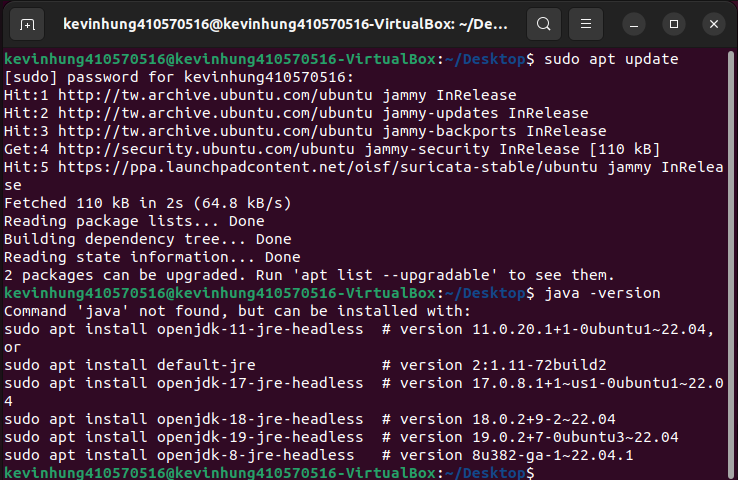 kevinhung410570516@kevinhung410570516-VirtualBox: ~/De...
kevinhung410570516@kevinhung410570516-VirtualBox:~/Desktop$ sudo apt update
[sudo] password for kevinhung410570516:
Hit:1 http://tw.archive.ubuntu.com/ubuntu jammy InRelease
Hit:2 http://tw.archive.ubuntu.com/ubuntu jammy-updates InRelease
Hit:3 http://tw.archive.ubuntu.com/ubuntu jammy-backports InRelease
Get:4 http://security.ubuntu.com/ubuntu jammy-security InRelease [110 kB]
Hit:5 https://ppa.launchpadcontent.net/oisf/suricata-stable/ubuntu jammy InRelea
se
Fetched 110 kB in 2s (64.8 kB/s)
Reading package lists... Done
Building dependency tree... Done
Reading state information... Done
2 packages can be upgraded. Run 'apt list --upgradable' to see them.
kevinhung410570516@kevinhung410570516-VirtualBox:~/Desktop$ java -version
Command 'java' not found, but can be installed with:
sudo apt install openjdk-11-jre-headless  # version 11.0.20.1+1-0ubuntu1~22.04,
or
sudo apt install default-jre              # version 2:1.11-72build2
sudo apt install openjdk-17-jre-headless  # version 17.0.8.1+1~us1-0ubuntu1~22.0
4
sudo apt install openjdk-18-jre-headless  # version 18.0.2+9-2~22.04
sudo apt install openjdk-19-jre-headless  # version 19.0.2+7-0ubuntu3~22.04
sudo apt install openjdk-8-jre-headless   # version 8u382-ga-1~22.04.1
kevinhung410570516@kevinhung410570516-VirtualBox:~/Desktop$